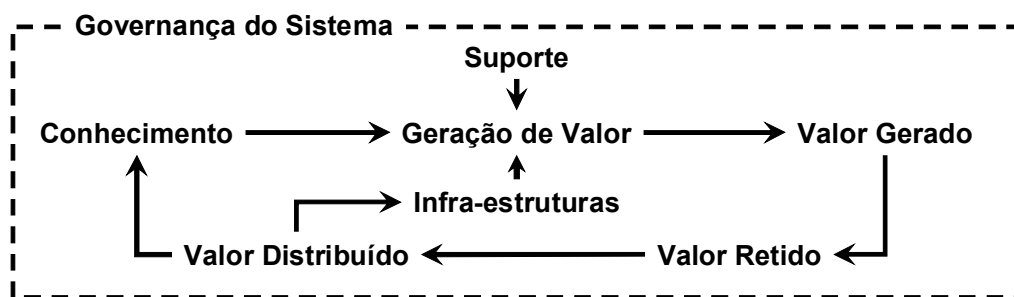 Governança do Sistema
Suporte
Conhecimento
Geração de Valor
Valor Gerado
Infra-estruturas
Valor Distribuído
Valor Retido